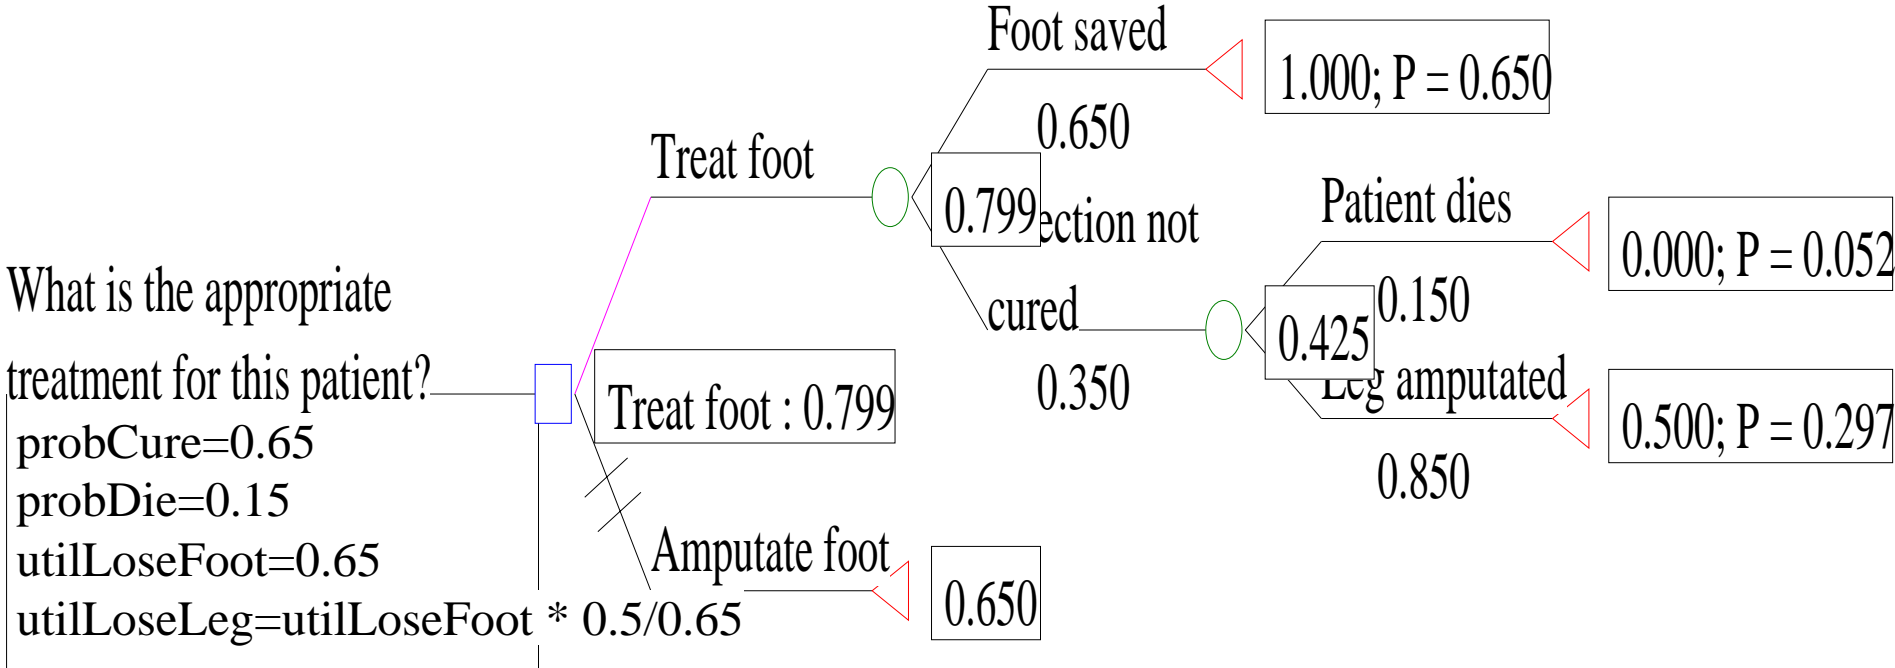 Foot saved
1.000; P = 0.650
0.650
Treat foot
0.799
ection not
cured
0.350
Patient dies
0.000; P = 0.052
0.150
0.425
Leg amputated
0.500; P = 0.297
0.850
What is the appropriate
treatment for this patient?
Treat foot : 0.799
probCure=0.65
probDie=0.15
utilLoseFoot=0.65
utilLoseLeg=utilLoseFoot * 0.5/0.65
Amputate foot
0.650